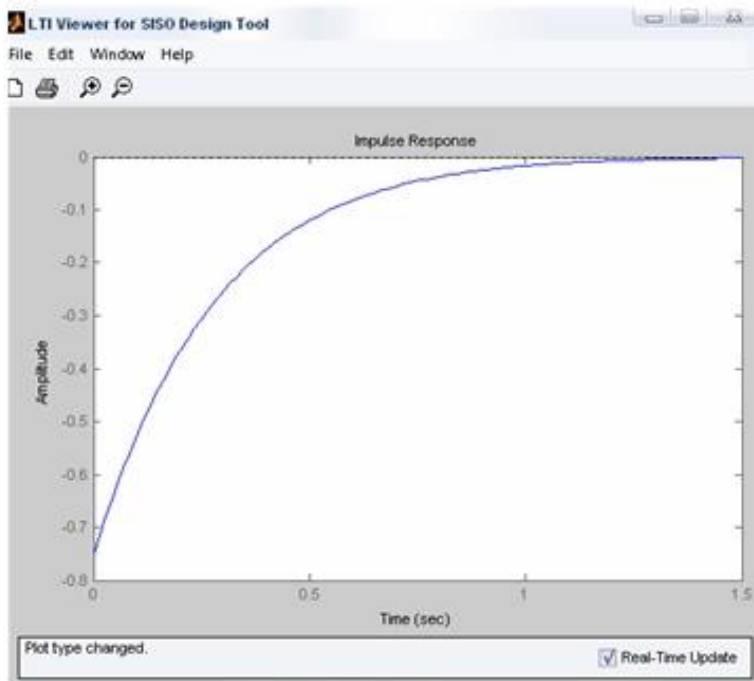 LTI Viewer for SISO Design Tool
File Edit Window Help
Impulse Response
0
-0.1
-0.2
-0.3
-0.4
-0.5
-0.6
-0.7
-0.8
Amplitude
0 0.5 1 1.5
Time (sec)
Plot type changed.
Real-Time Update